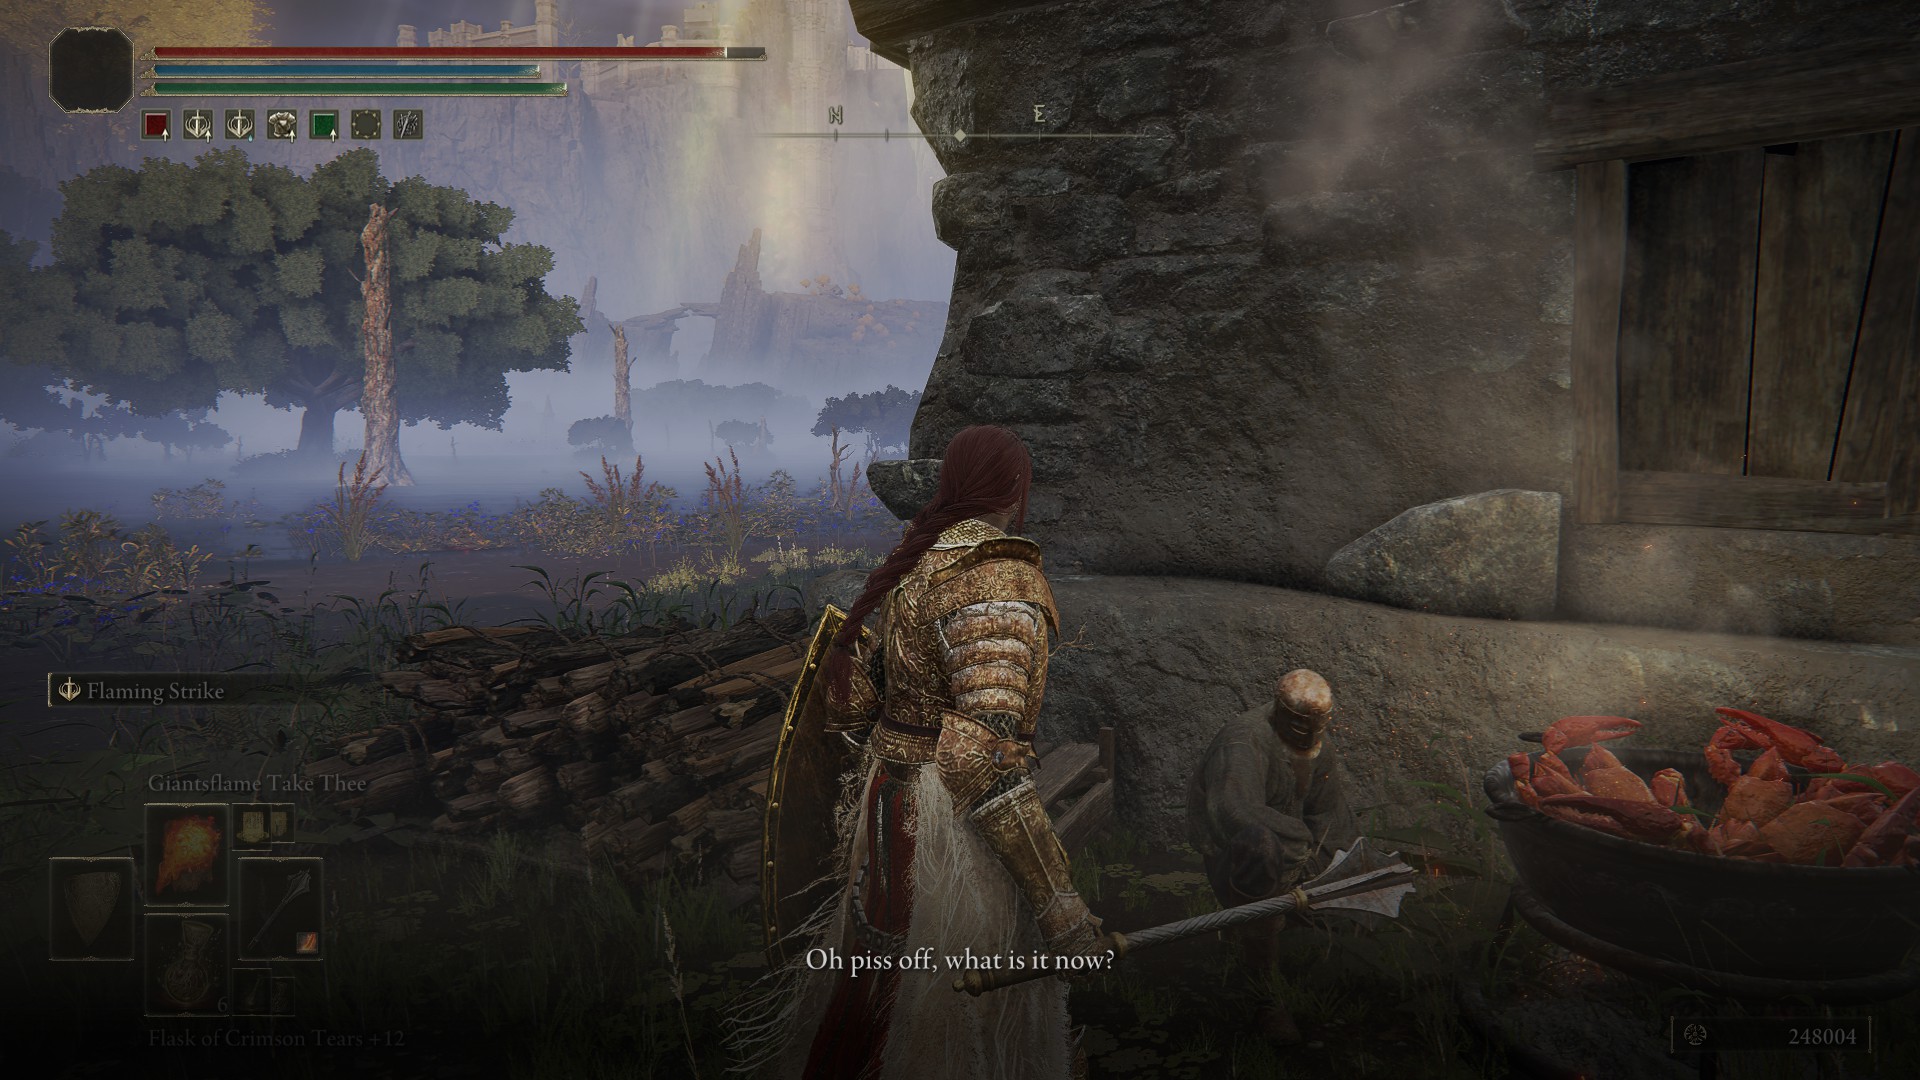 N E
Flaming Strike
Giantsflame Take Thee
Oh piss off, what is it now?
6
Flask of Crimson Tears +12
248004